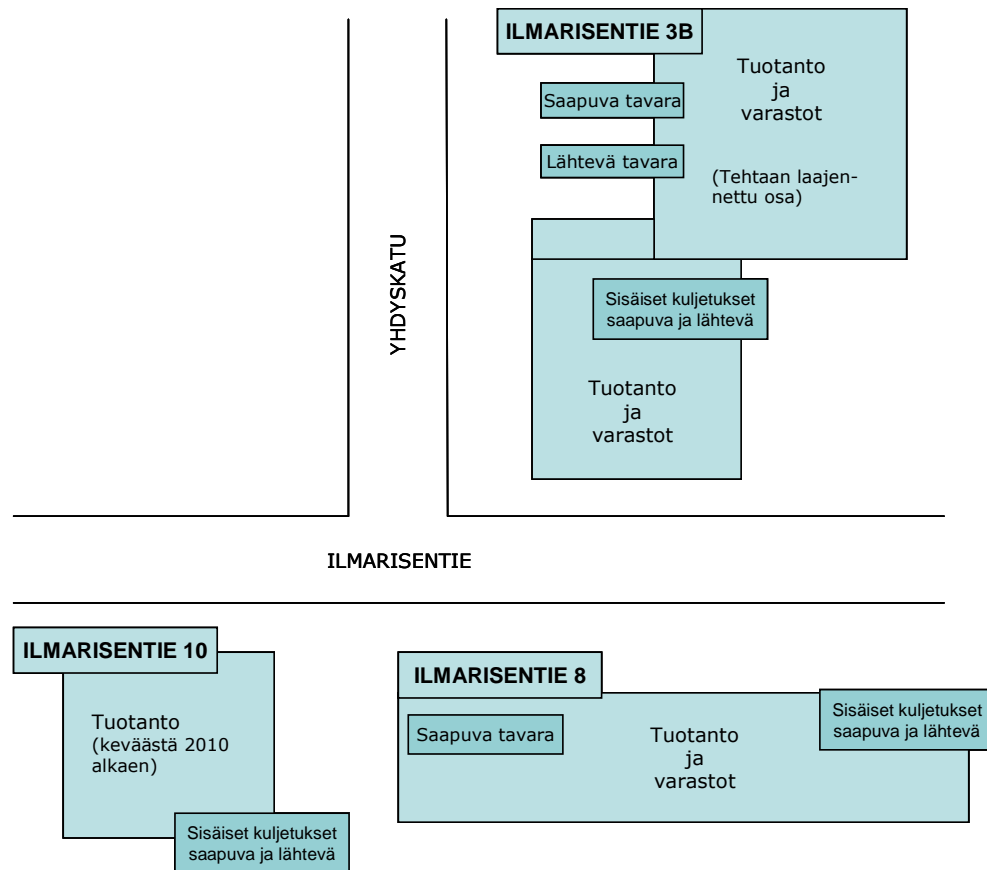 ILMARISENTIE 3B
Tuotanto
ja
varastot
(Tehtaan laajen-
nettu osa)
Saapuva tavara
Lähtevä tavara
YHDYSKATU
Sisäiset kuljetukset
saapuva ja lähtevä
Tuotanto
ja
varastot
ILMARISENTIE
ILMARISENTIE 10
Tuotanto
(keväästä 2010
alkaen)
Sisäiset kuljetukset
saapuva ja lähtevä
ILMARISENTIE 8
Saapuva tavara
Tuotanto
ja
varastot
Sisäiset kuljetukset
saapuva ja lähtevä